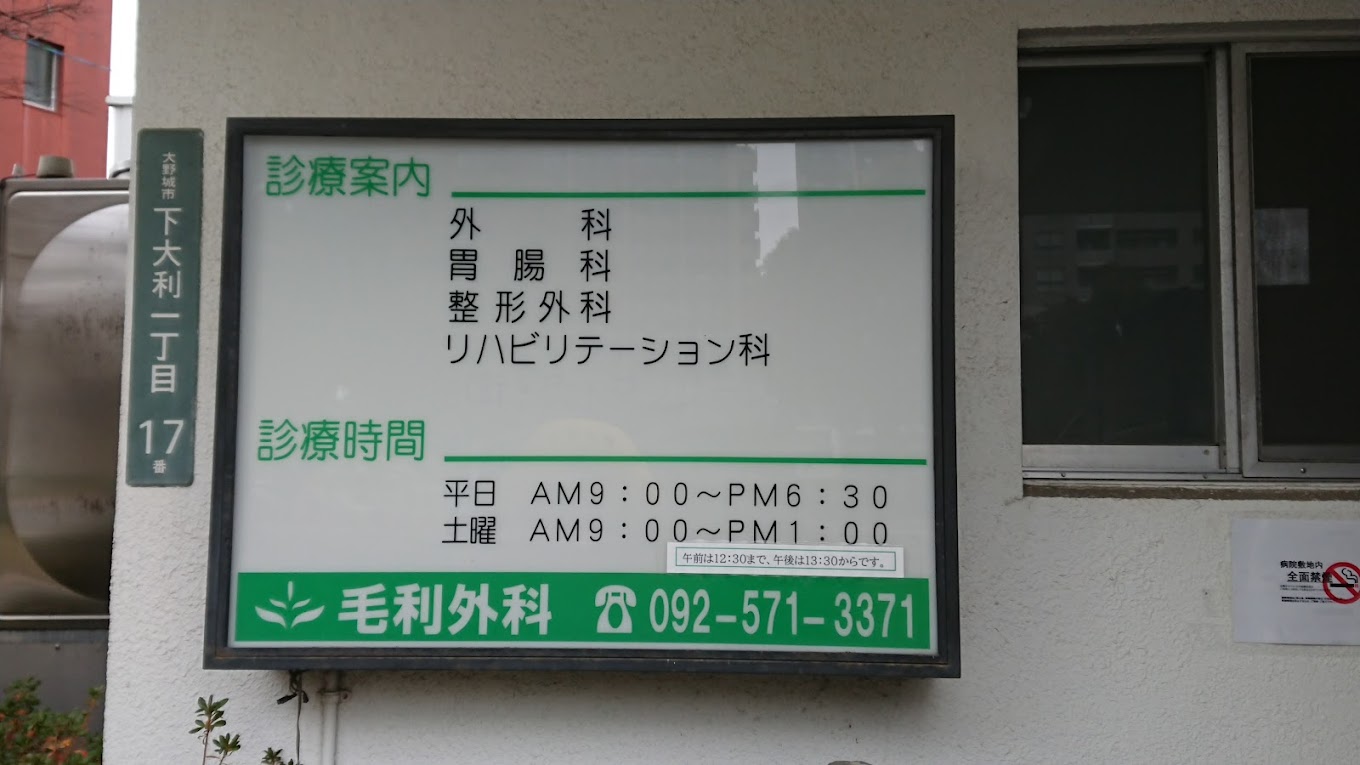 大野城市
下大利一丁目
17
番
診療案内
外科
胃腸科
整形外科
リハビリテーション科
診療時間
平日 AM9：00～PM6：30
土曜 AM9：00～PM1：00
午前は12：30まで、午後は13：30からです。
毛利外科 ☎092-571-3371
病院敷地内
全面禁煙